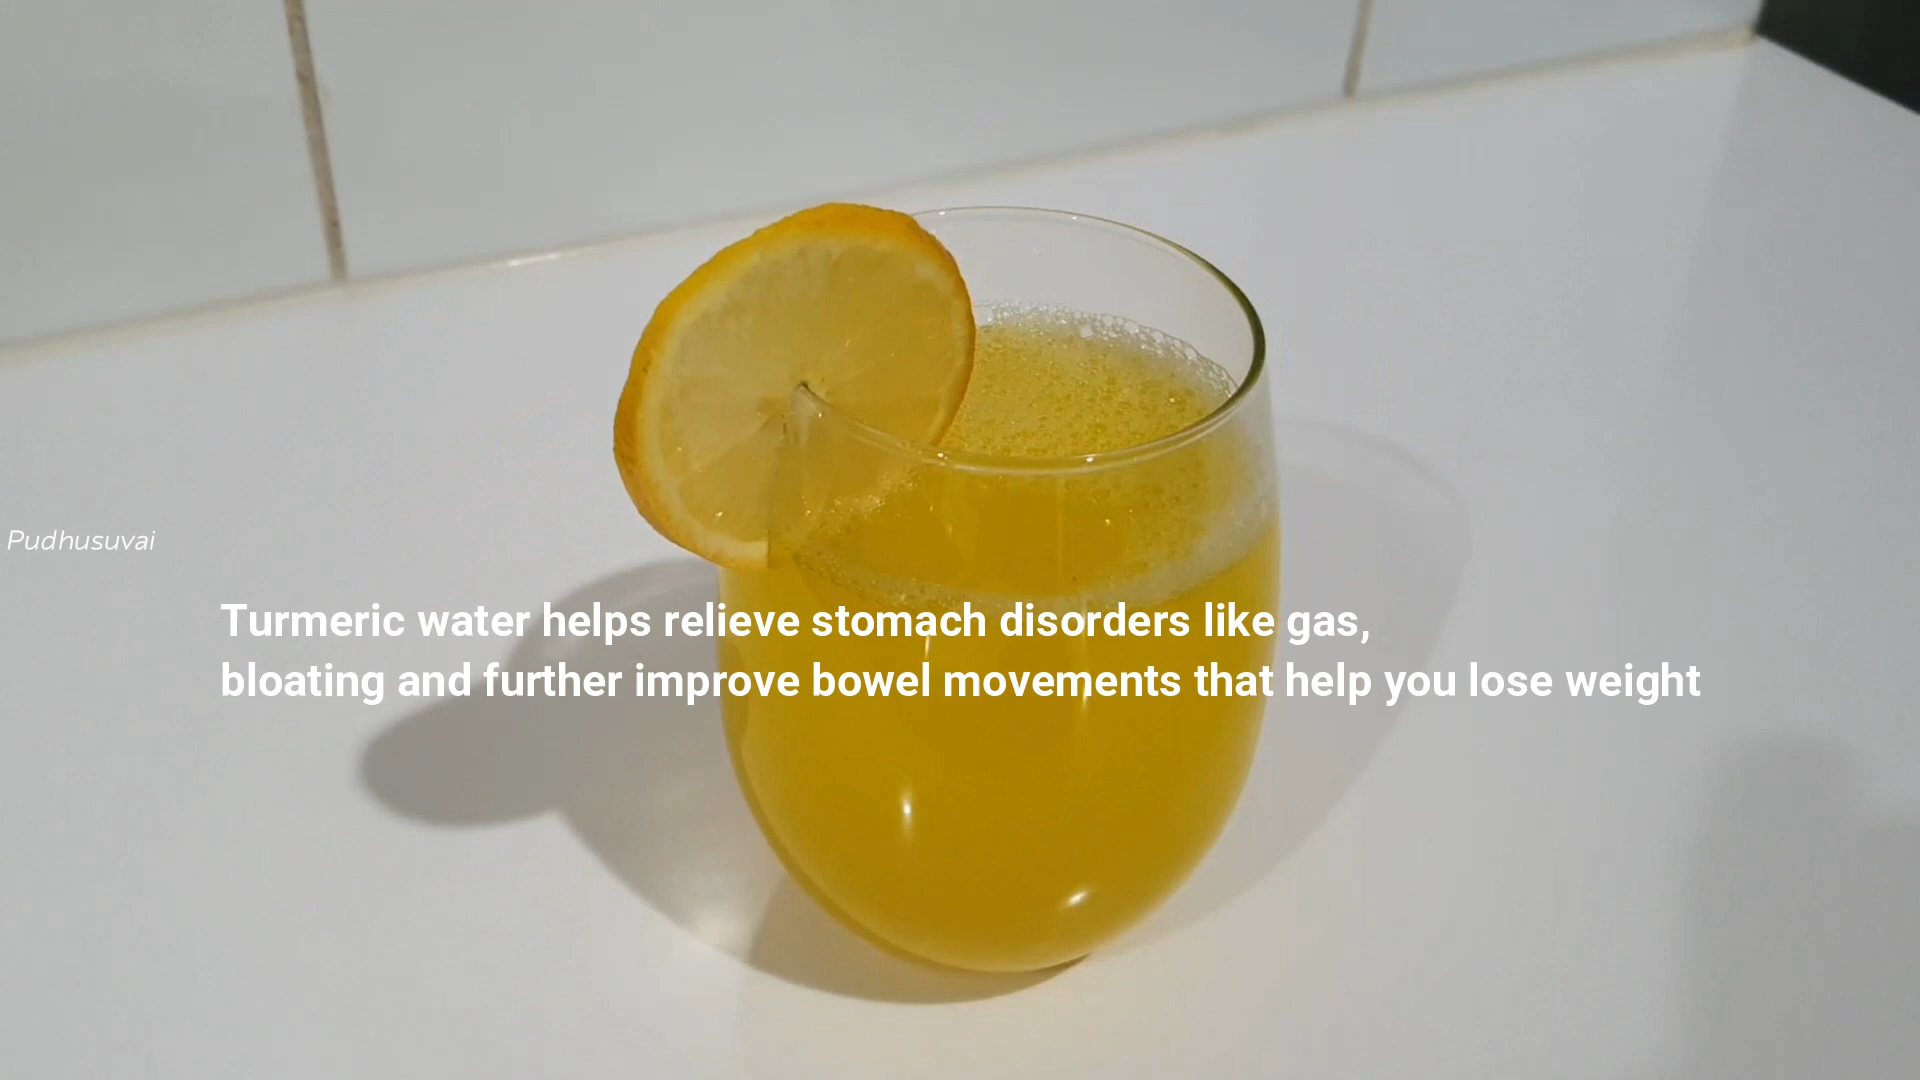 Pudhusuvai
Turmeric water helps relieve stomach disorders like gas,
bloating and further improve bowel movements that help you lose weight